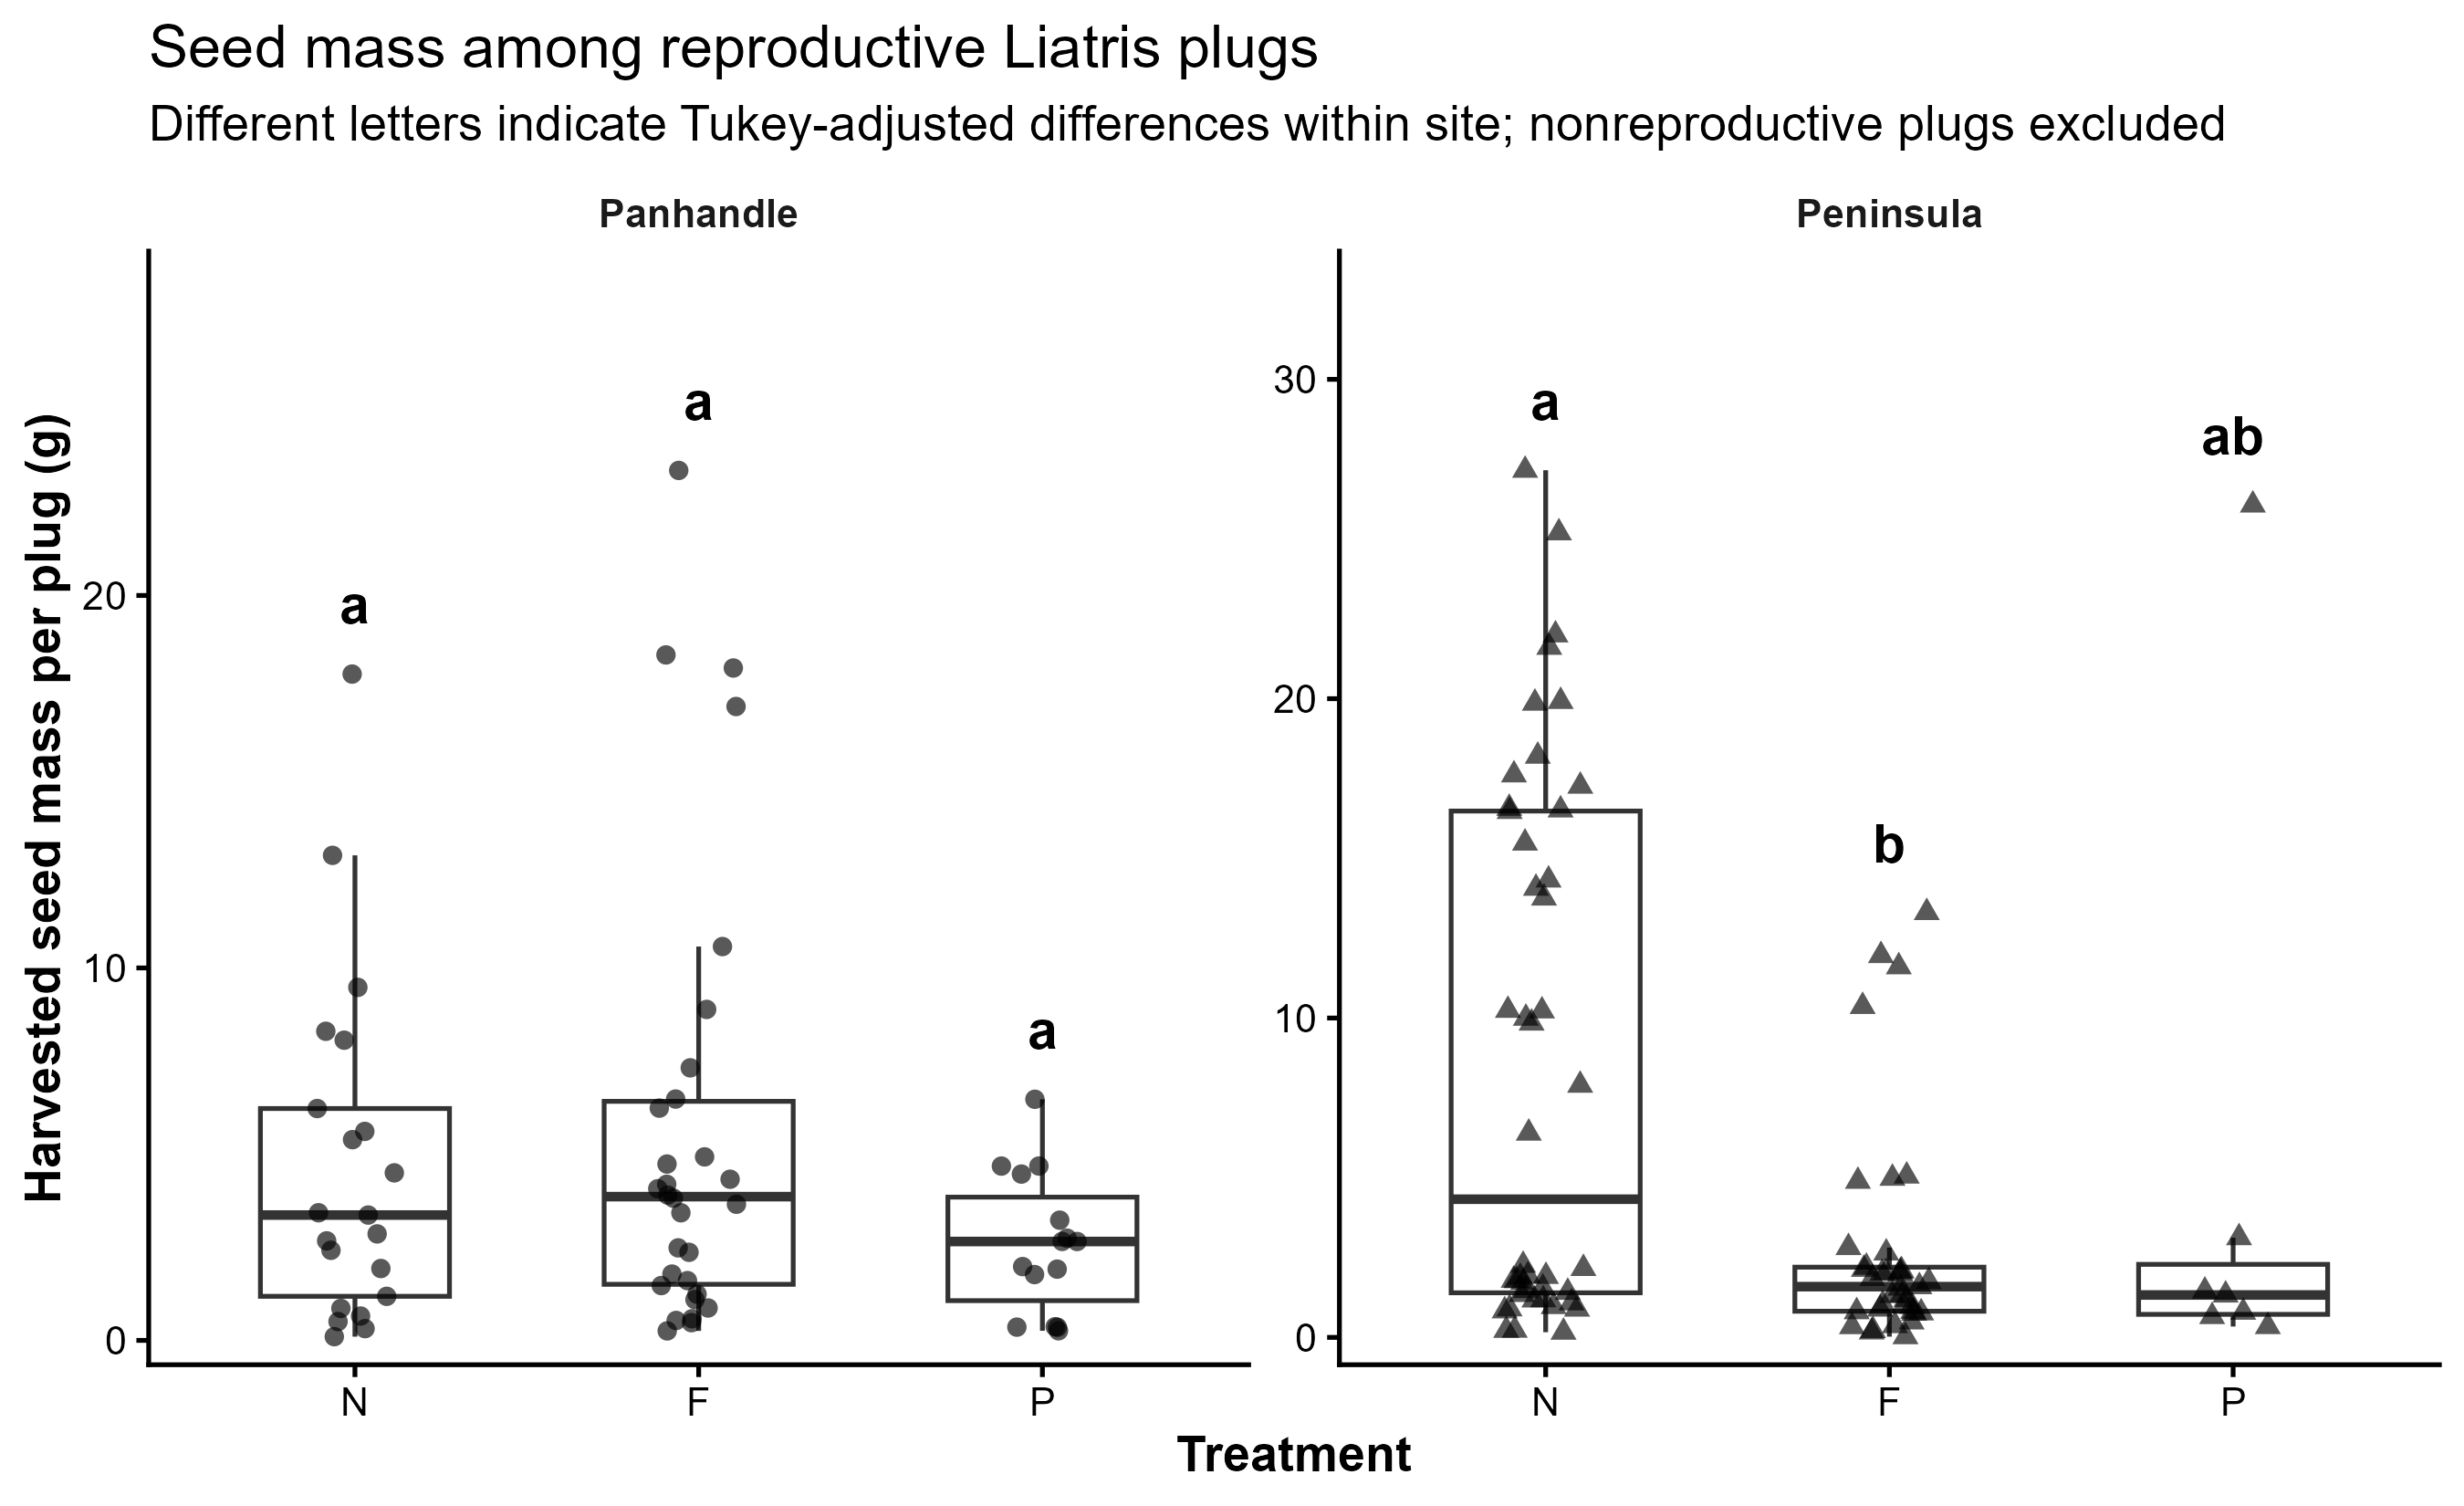 Seed mass among reproductive Liatris plugs
Different letters indicate Tukey-adjusted differences within site; nonreproductive plugs excluded
Panhandle
Peninsula
Harvested seed mass per plug (g)
20
10
0
a
a
a
N
F
P
30
20
10
0
a
b
ab
N
F
P
Treatment